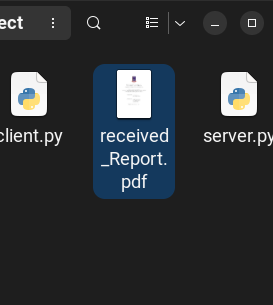 ect
client.py
received
_Report.
pdf
server.py